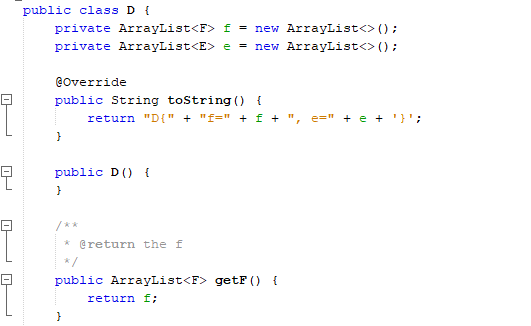 public class D {
    private ArrayList<F> f = new ArrayList<>();
    private ArrayList<E> e = new ArrayList<>();

    @Override
    public String toString() {
        return "D{" + "f=" + f + ", e=" + e + '}';
    }

    public D() {
    }

    /**
     * @return the f
     */
    public ArrayList<F> getF() {
        return f;
    }